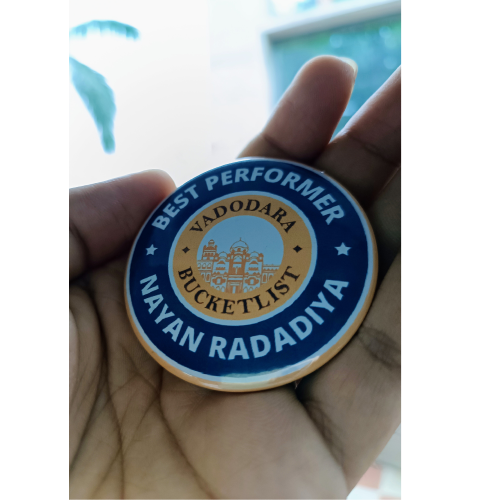 BEST PERFORMER
VADODARA
BUCKETLIST
NAYAN RADADIYA